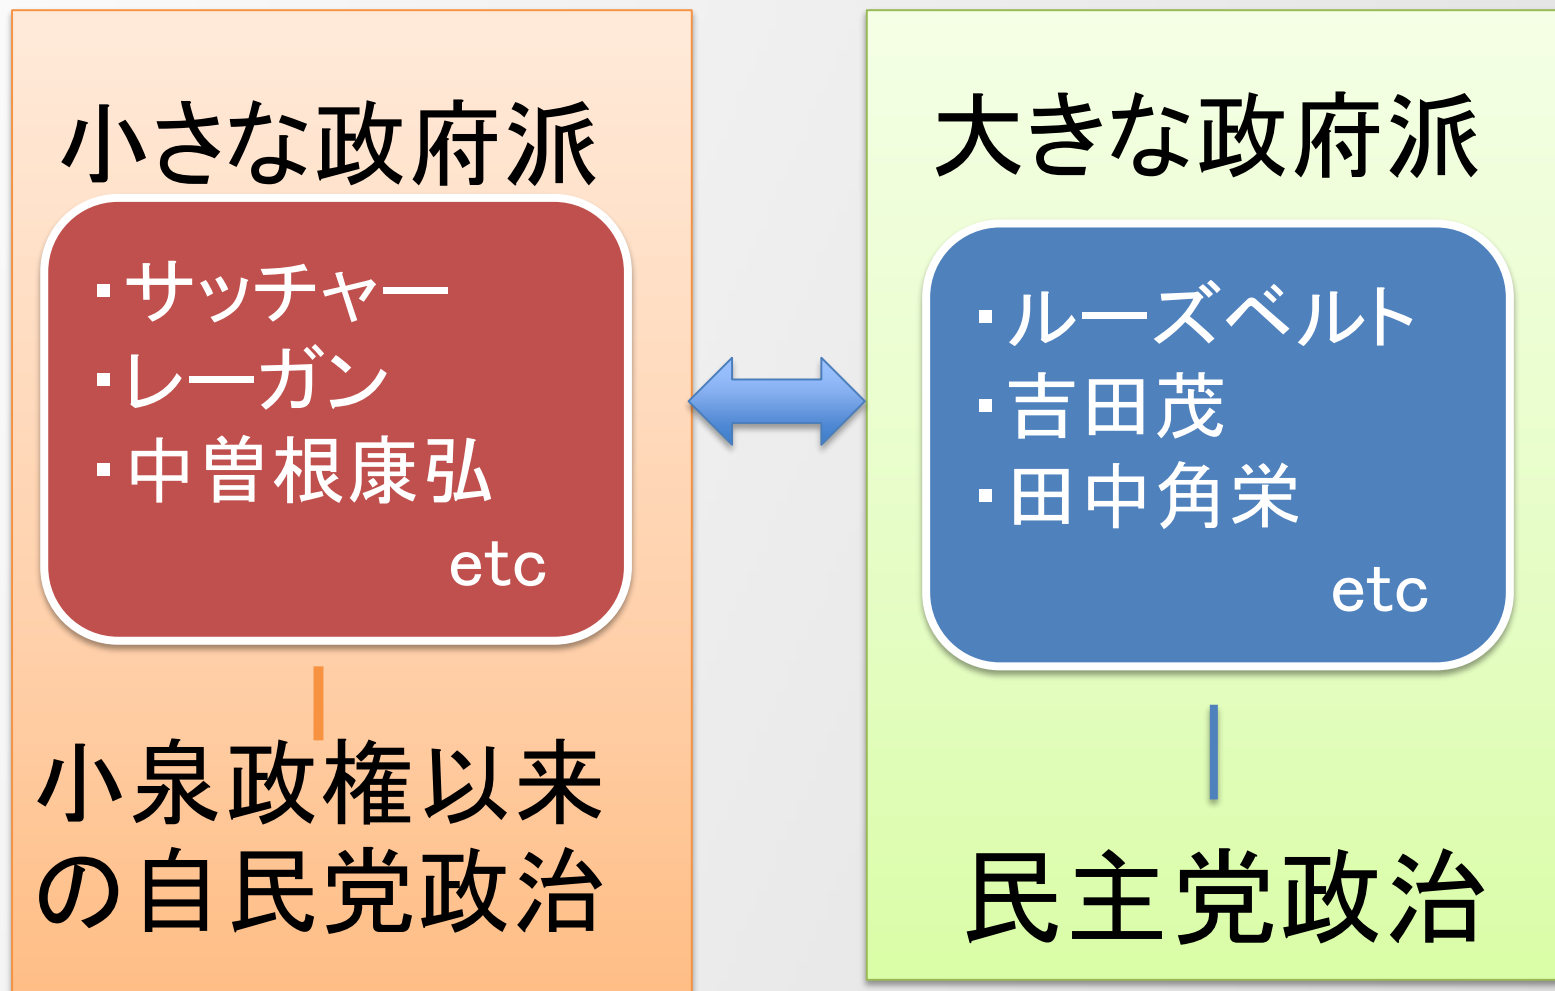 小さな政府派
・サッチャー
・レーガン
・中曽根康弘
etc
小泉政権以来
の自民党政治
大きな政府派
・ルーズベルト
・吉田茂
・田中角栄
etc
民主党政治